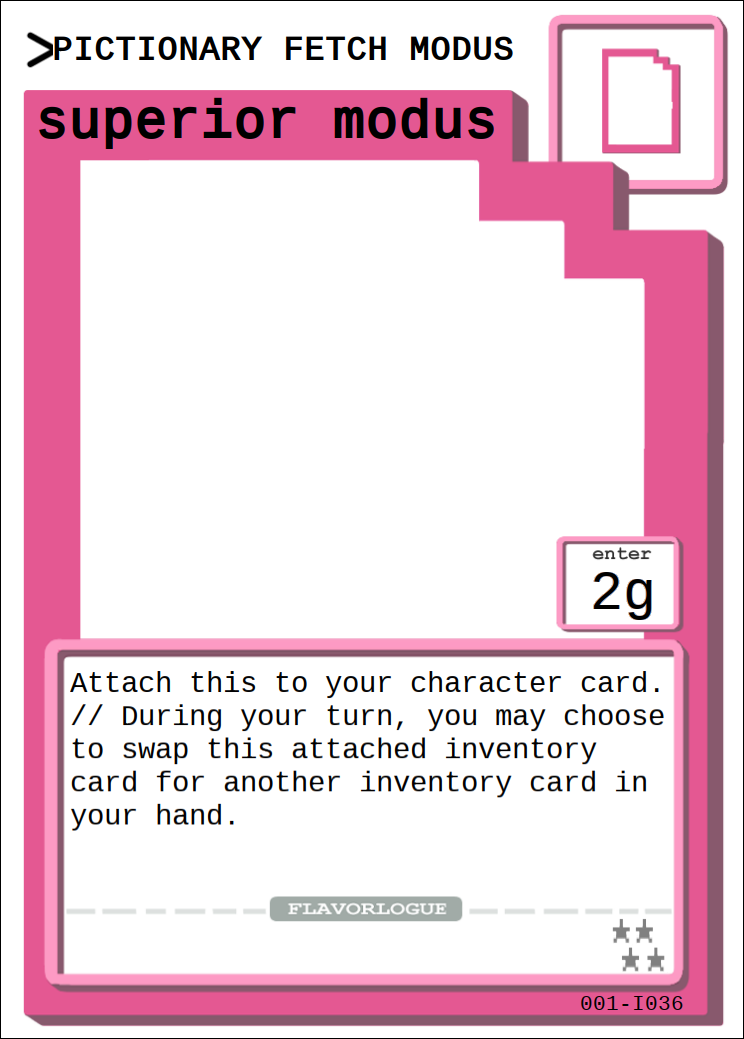 >PICTIONARY FETCH MODUS
superior modus
enter
2g
Attach this to your character card.
// During your turn, you may choose
to swap this attached inventory
card for another inventory card in
your hand.
FLAVORLOGUE
001-I036